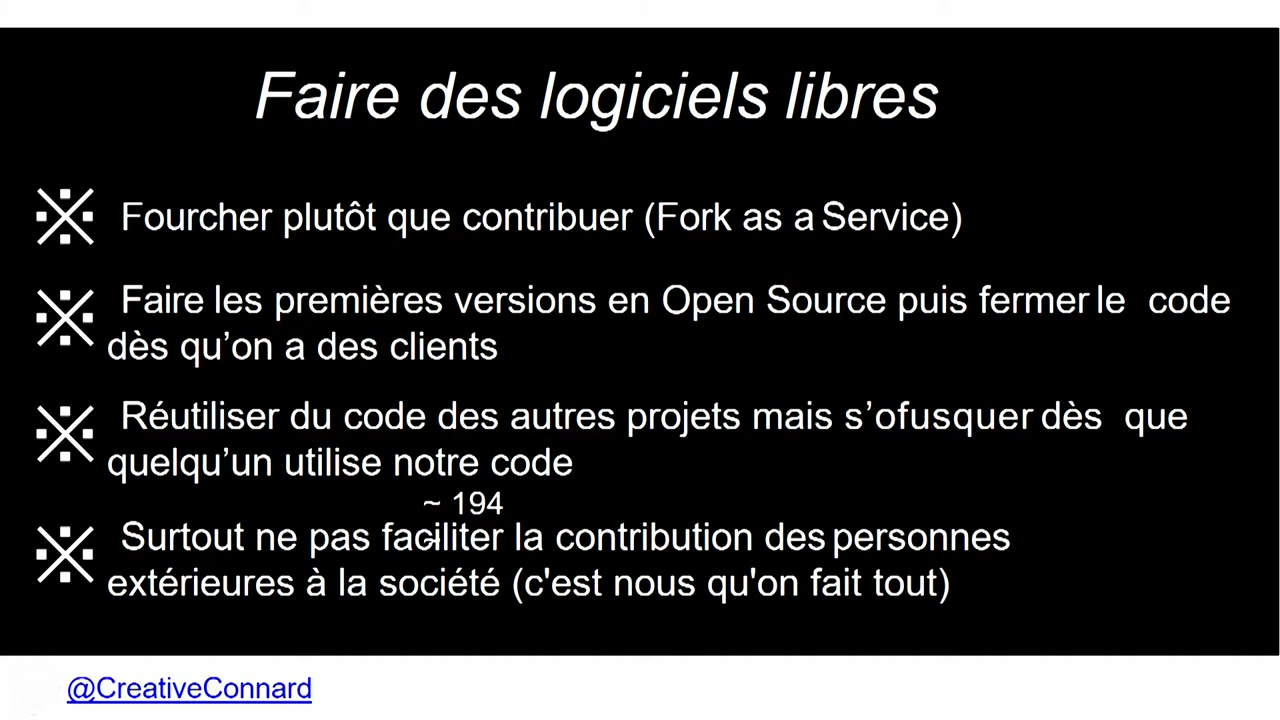 Faire des logiciels libres
※ Fourcher plutôt que contribuer (Fork as a Service)
※ Faire les premières versions en Open Source puis fermer le code
dès qu’on a des clients
※ Réutiliser du code des autres projets mais s’ofusquer dès que
quelqu’un utilise notre code
~ 194
※ Surtout ne pas faciliter la contribution des personnes
extérieures à la société (c'est nous qu'on fait tout)
@CreativeConnard